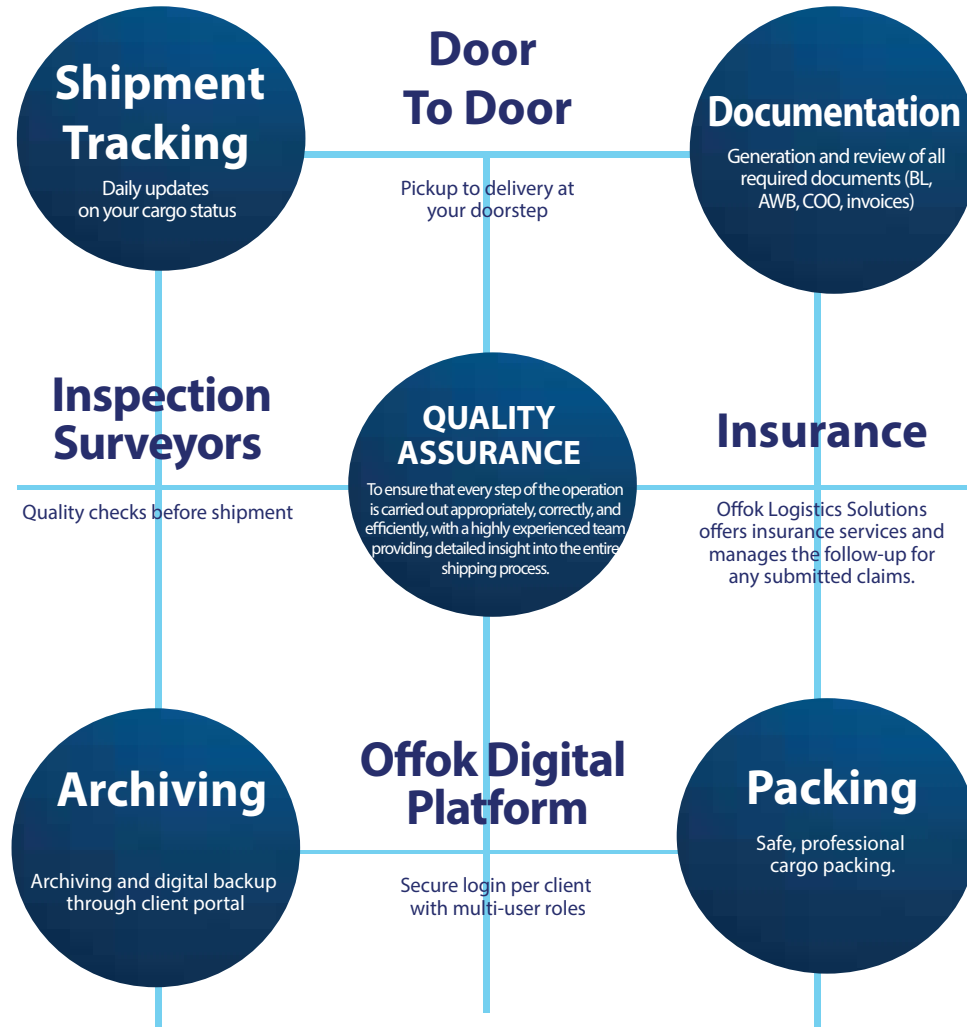 Shipment
Tracking
Daily updates
on your cargo status
Door
To Door
Pickup to delivery at
your doorstep
Documentation
Generation and review of all
required documents (BL,
AWB, COO, invoices)
Inspection
Surveyors
Quality checks before shipment
QUALITY
ASSURANCE
To ensure that every step of the operation
is carried out appropriately, correctly, and
efficiently, with a highly experienced team
providing detailed insight into the entire
shipping process.
Insurance
Offok Logistics Solutions
offers insurance services and
manages the follow-up for
any submitted claims.
Archiving
Archiving and digital backup
through client portal
Offok Digital
Platform
Secure login per client
with multi-user roles
Packing
Safe, professional
cargo packing.